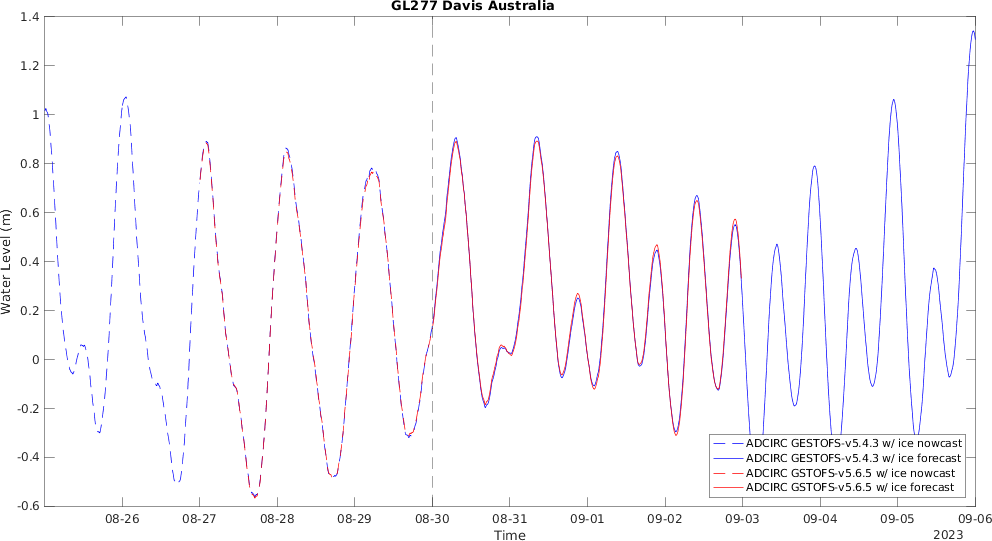 GL277 Davis Australia
1.4
1.2
1
0.8
0.6
0.4
0.2
0
-0.2
-0.4
-0.6
Water Level (m)
ADCIRC GESTOFS-v5.4.3 w/ ice nowcast
ADCIRC GESTOFS-v5.4.3 w/ ice forecast
ADCIRC GSTOFS-v5.6.5 w/ ice nowcast
ADCIRC GSTOFS-v5.6.5 w/ ice forecast
08-26 08-27 08-28 08-29 08-30 08-31 09-01 09-02 09-03 09-04 09-05 09-06
Time
2023